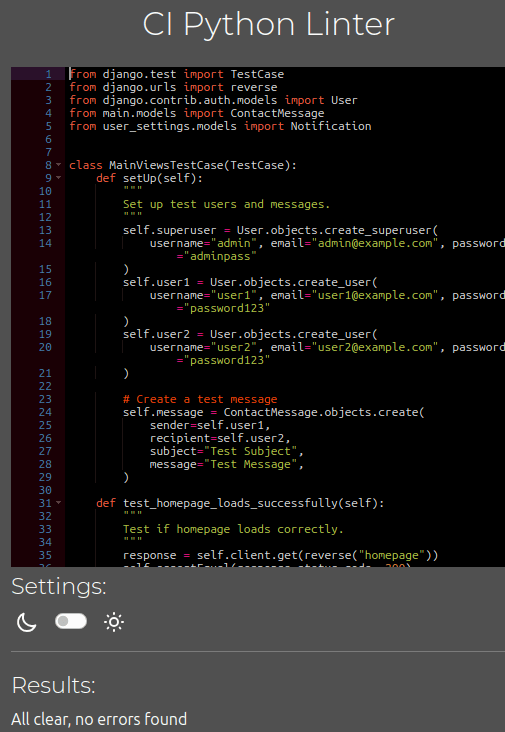 CI Python Linter
1 from django.test import TestCase
2 from django.urls import reverse
3 from django.contrib.auth.models import User
4 from main.models import ContactMessage
5 from user_settings.models import Notification
6
7
8 class MainViewsTestCase(TestCase):
9 def setUp(self):
10 """
11 Set up test users and messages.
12 """
13 self.superuser = User.objects.create_superuser(
14 username="admin", email="admin@example.com", password
="adminpass"
15 )
16 self.user1 = User.objects.create_user(
17 username="user1", email="user1@example.com", password
="password123"
18 )
19 self.user2 = User.objects.create_user(
20 username="user2", email="user2@example.com", password
="password123"
21 )
22
23 # Create a test message
24 self.message = ContactMessage.objects.create(
25 sender=self.user1,
26 recipient=self.user2,
27 subject="Test Subject",
28 message="Test Message",
29 )
30
31 def test_homepage_loads_successfully(self):
32 """
33 Test if homepage loads correctly.
34 """
35 response = self.client.get(reverse("homepage"))
36 self.assertEqual(response.status_code, 200)
Settings:
Results:
All clear, no errors found